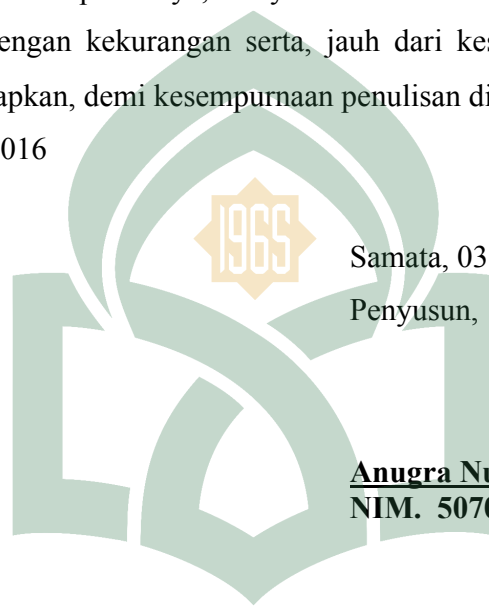 engan kekurangan serta, jauh dari kes
apkan, demi kesempurnaan penulisan di
016
1965
Samata, 03
Penyusun,
Anugra Nu
NIM. 5070